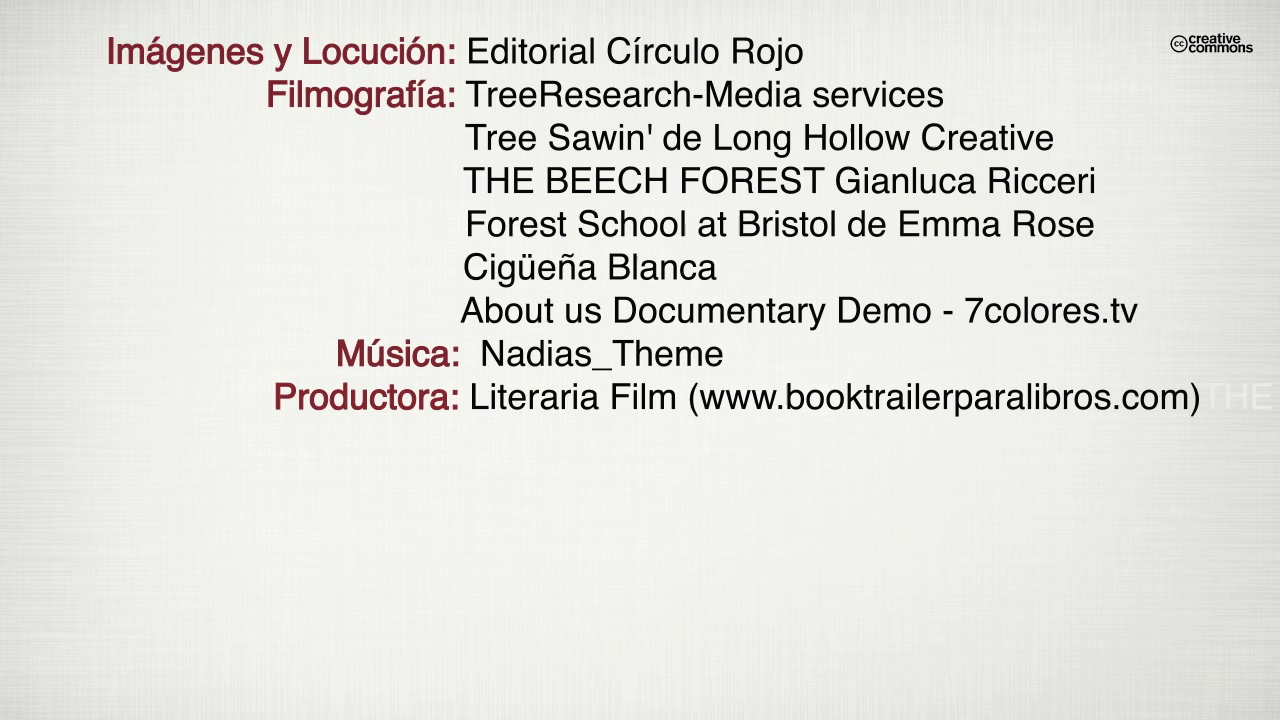 Imágenes y Locución: Editorial Círculo Rojo
creative
commons
Filmografía: TreeResearch-Media services
Tree Sawin' de Long Hollow Creative
THE BEECH FOREST Gianluca Ricceri
Forest School at Bristol de Emma Rose
Cigüeña Blanca
About us Documentary Demo - 7colores.tv
Música: Nadias_Theme
Productora: Literaria Film (www.booktrailerparalibros.com) THE